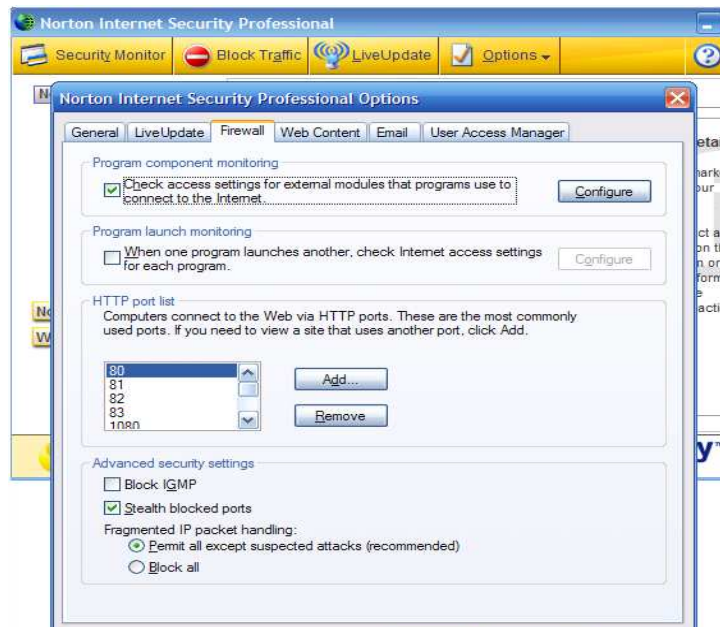 Norton Internet Security Professional
Security Monitor Block Traffic LiveUpdate Options ?
Norton Internet Security Professional Options
General LiveUpdate Firewall Web Content Email User Access Manager
Program component monitoring
Check access settings for external modules that programs use to
connect to the Internet.
Configure
Program launch monitoring
When one program launches another, check Internet access settings
for each program.
Configure
HTTP port list
Computers connect to the Web via HTTP ports. These are the most commonly
used ports. If you need to view a site that uses another port, click Add.
80
81
82
83
1080
Add...
Remove
Advanced security settings
Block IGMP
Stealth blocked ports
Fragmented IP packet handling:
Permit all except suspected attacks (recommended)
Block all